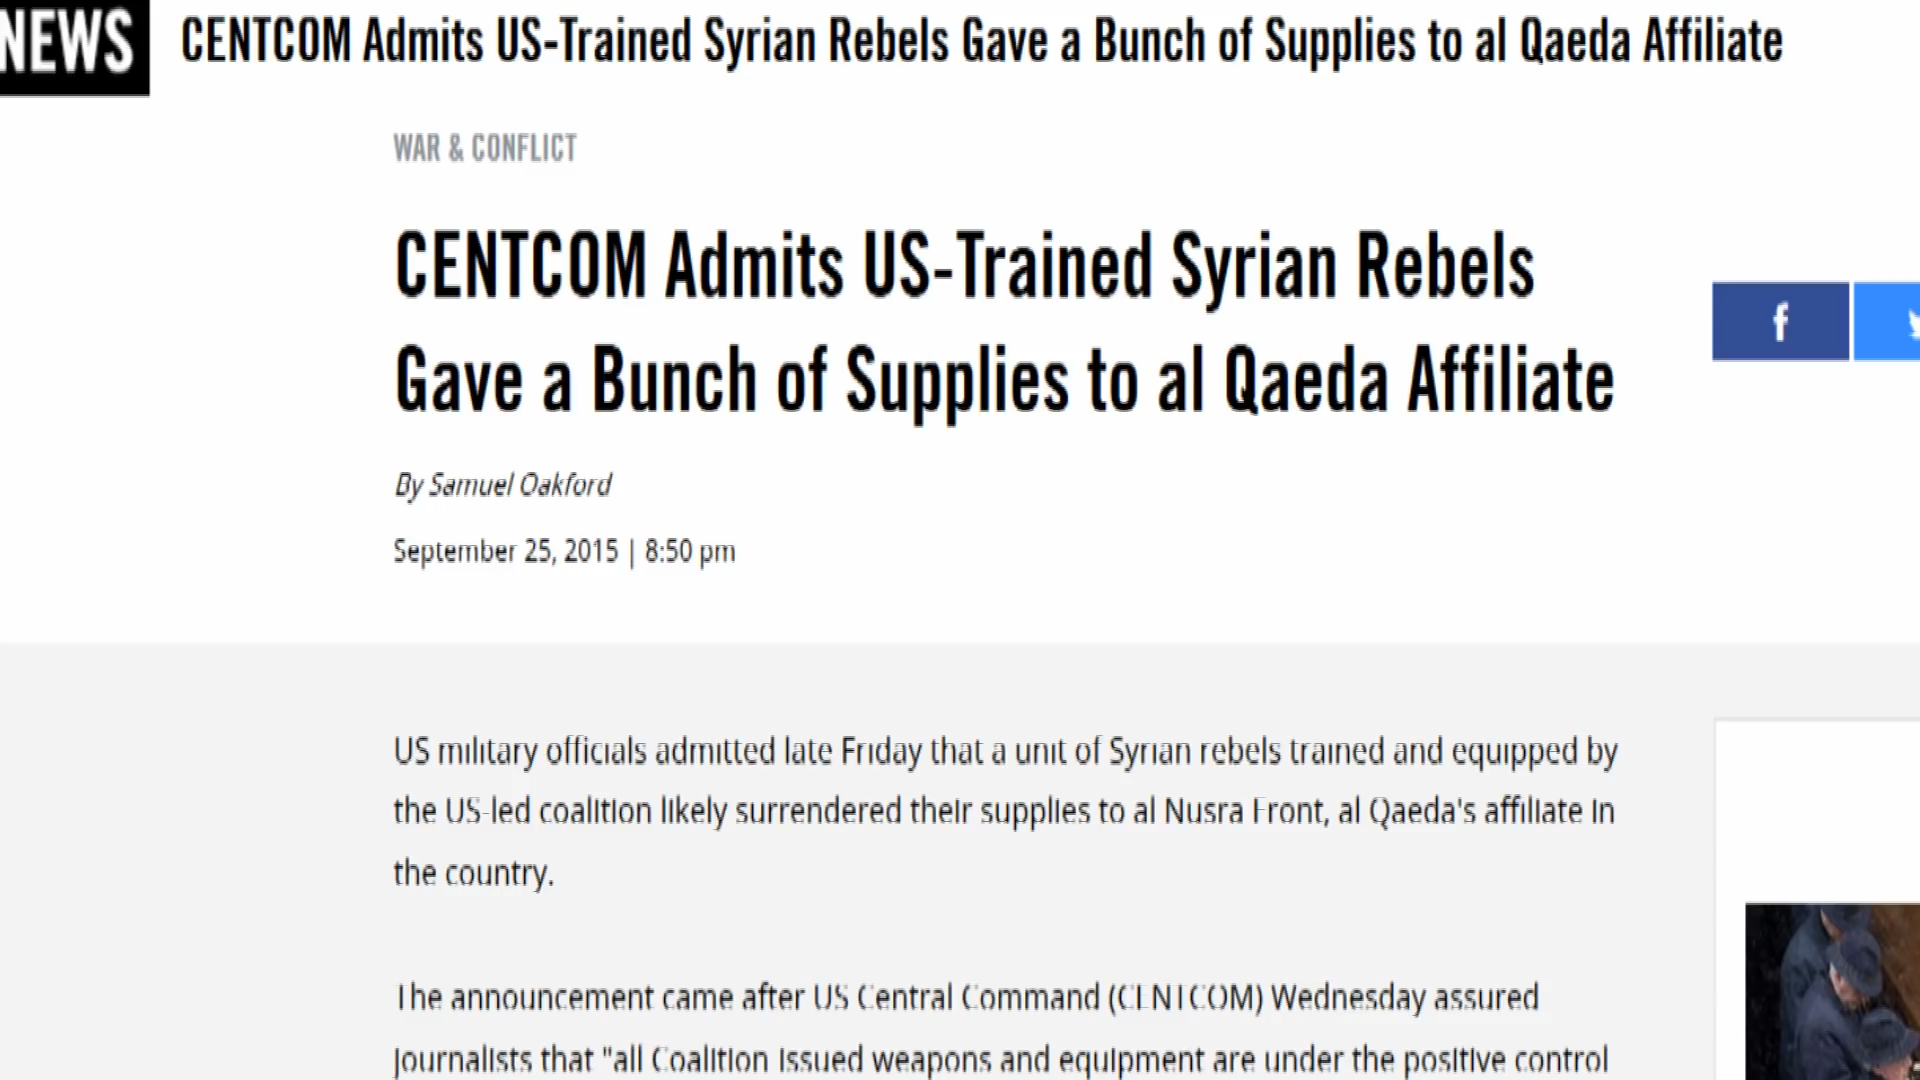 NEWS
CENTCOM Admits US-Trained Syrian Rebels Gave a Bunch of Supplies to al Qaeda Affiliate
WAR & CONFLICT
CENTCOM Admits US-Trained Syrian Rebels
Gave a Bunch of Supplies to al Qaeda Affiliate
f
By Samuel Oakford
September 25, 2015 | 8:50 pm
US military officials admitted late Friday that a unit of Syrian rebels trained and equipped by
the US-led coalition likely surrendered their supplies to al Nusra Front, al Qaeda's affiliate in
the country.
The announcement came after US Central Command (CENTCOM) Wednesday assured
journalists that "all Coalition issued weapons and equipment are under the positive control